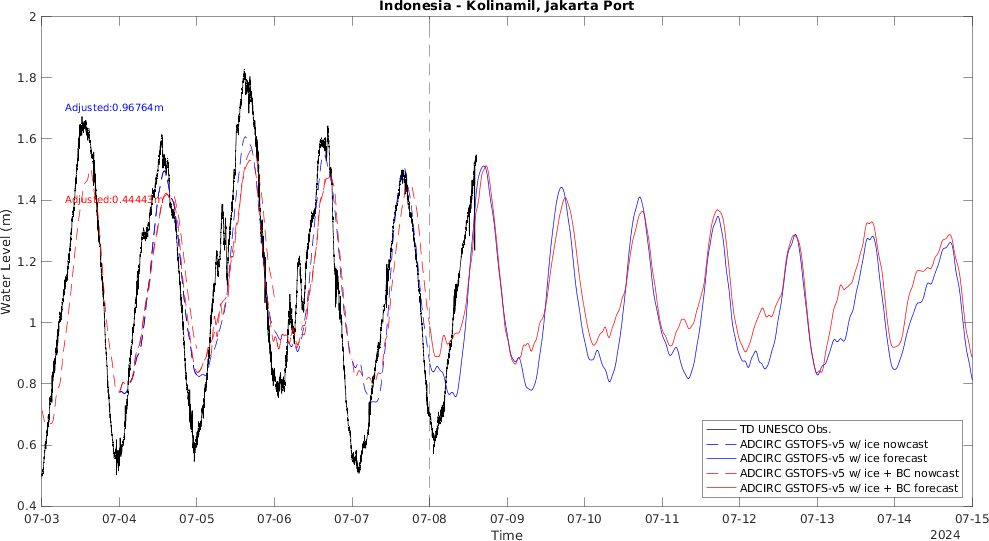 Indonesia - Kolinamil, Jakarta Port
2
1.8
1.6
1.4
1.2
1
0.8
0.6
0.4
Water Level (m)
Adjusted:0.96764m
Adjusted:0.44443m
TD UNESCO Obs.
ADCIRC GSTOFS-v5 w/ ice nowcast
ADCIRC GSTOFS-v5 w/ ice forecast
ADCIRC GSTOFS-v5 w/ ice + BC nowcast
ADCIRC GSTOFS-v5 w/ ice + BC forecast
07-03 07-04 07-05 07-06 07-07 07-08 07-09 07-10 07-11 07-12 07-13 07-14 07-15
Time
2024